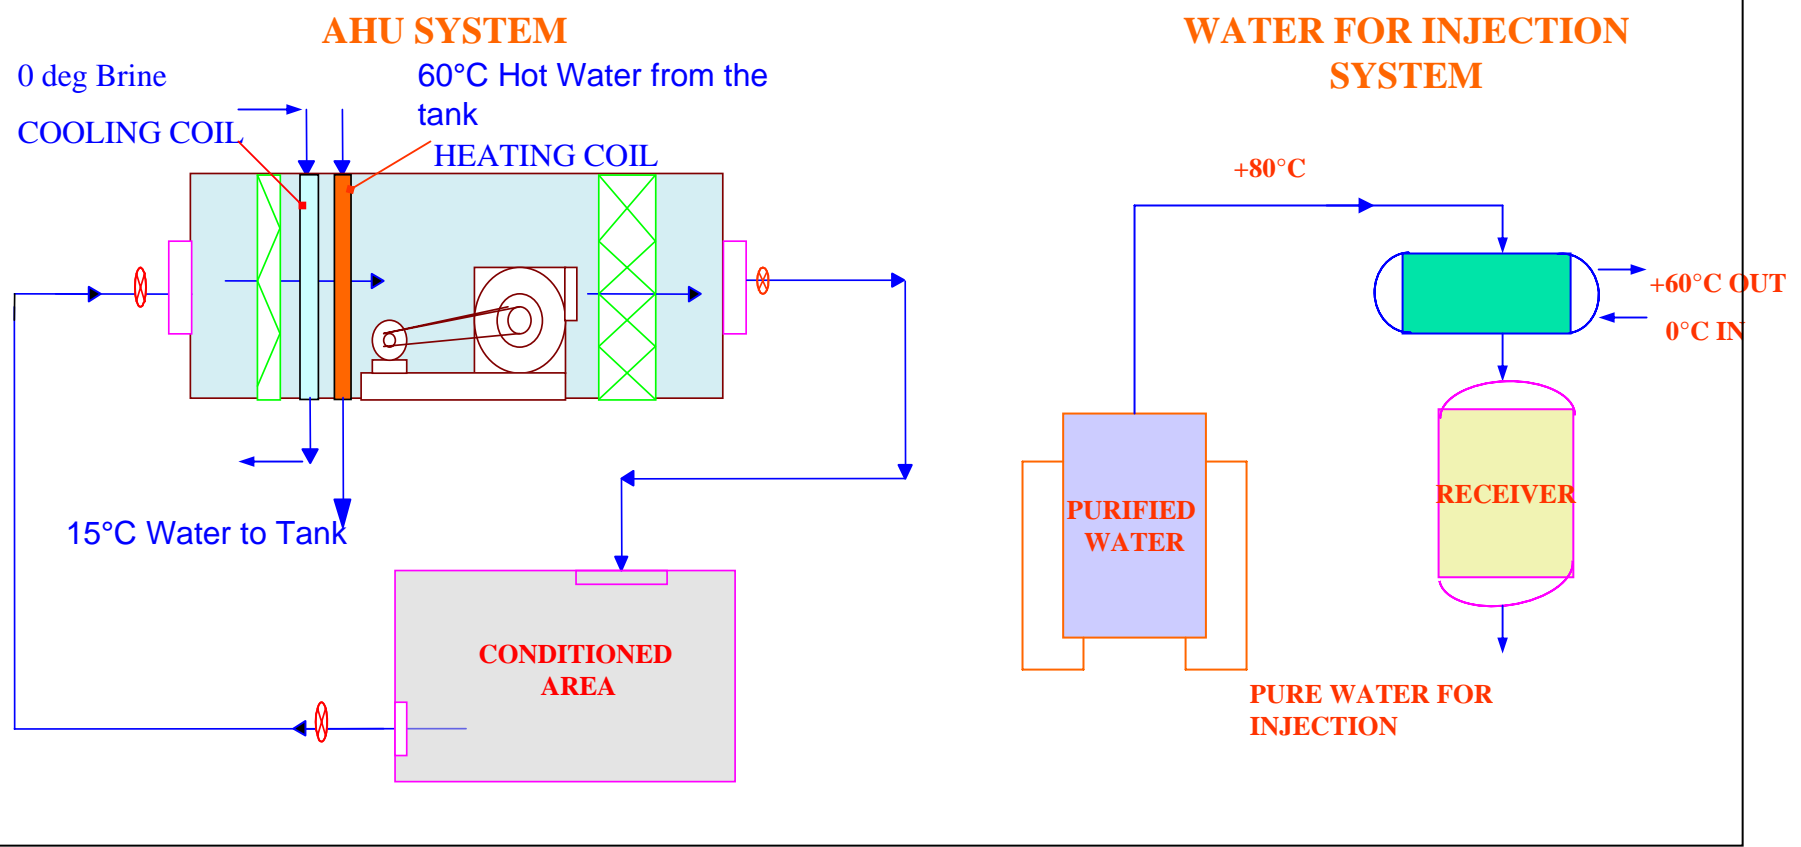 AHU SYSTEM
0 deg Brine
60°C Hot Water from the
tank
COOLING COIL
HEATING COIL
15°C Water to Tank
CONDITIONED
AREA
WATER FOR INJECTION
SYSTEM
+80°C
+60°C OUT
0°C IN
PURIFIED
WATER
RECEIVER
PURE WATER FOR
INJECTION